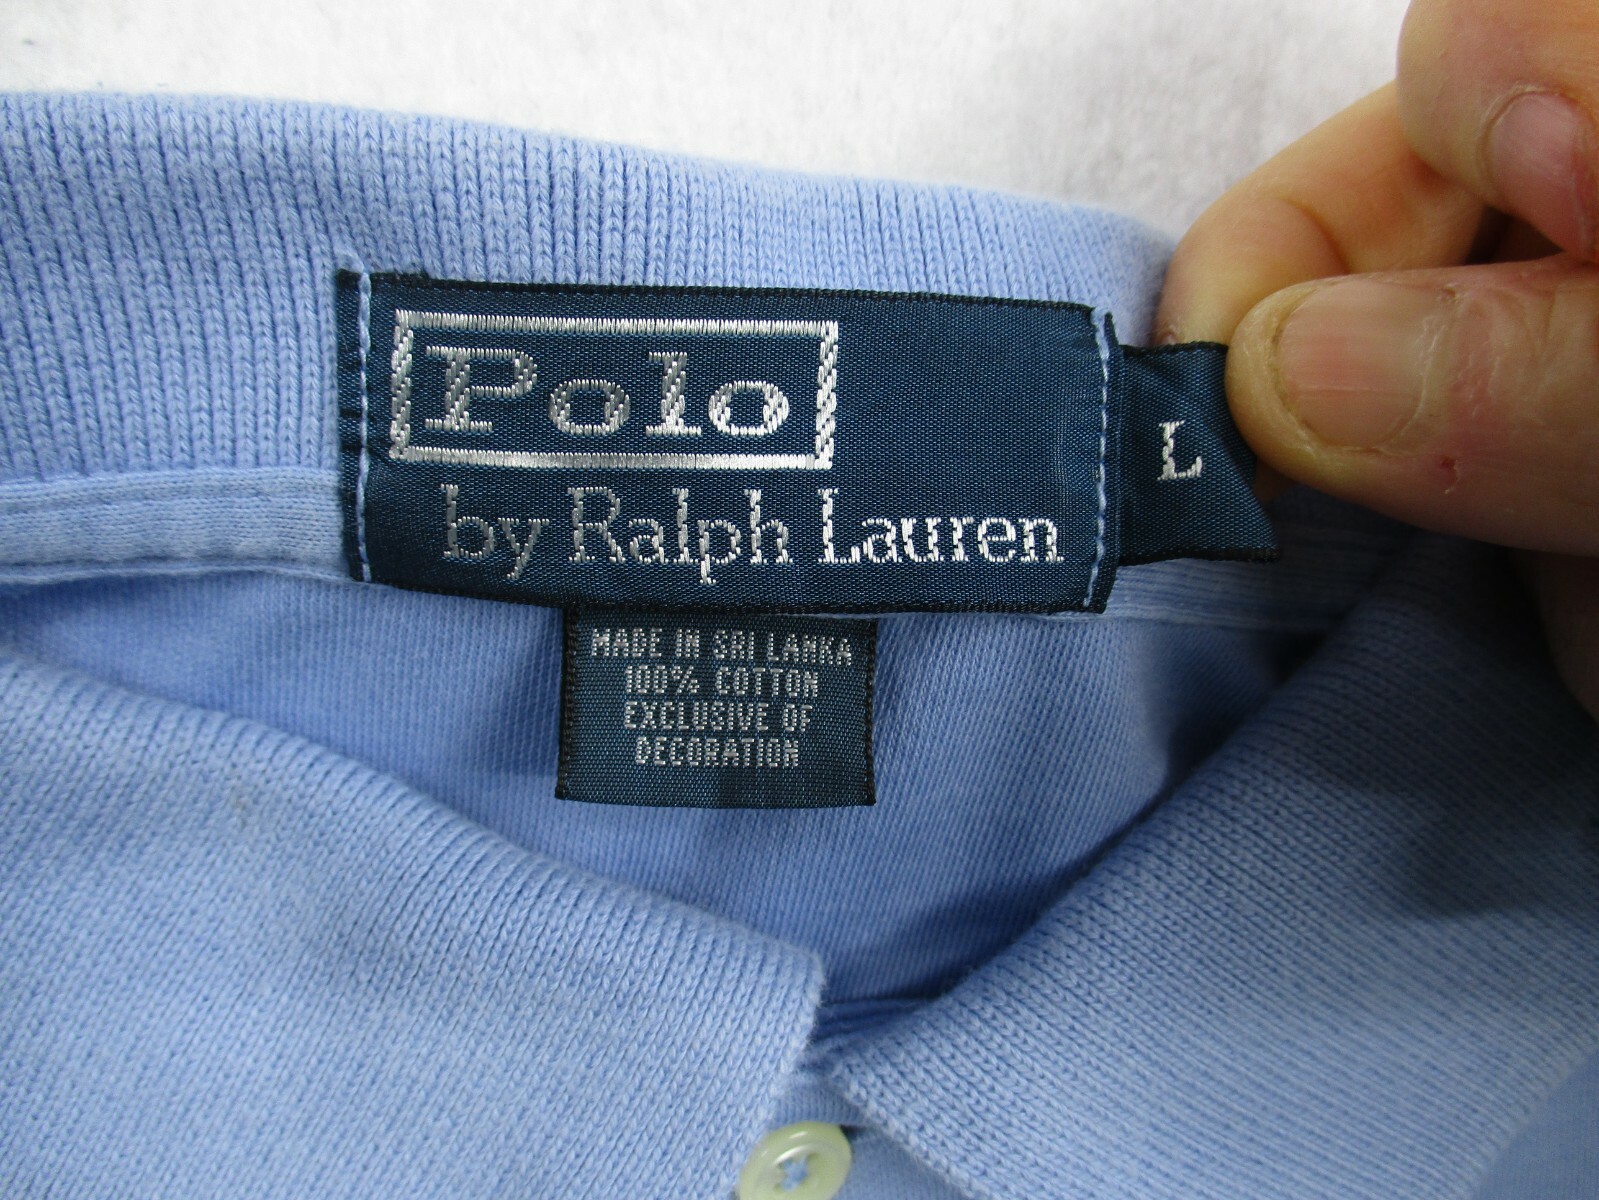 Polo
by Ralph Lauren
L
MADE IN SRI LANKA
100% COTTON
EXCLUSIVE OF
DECORATION